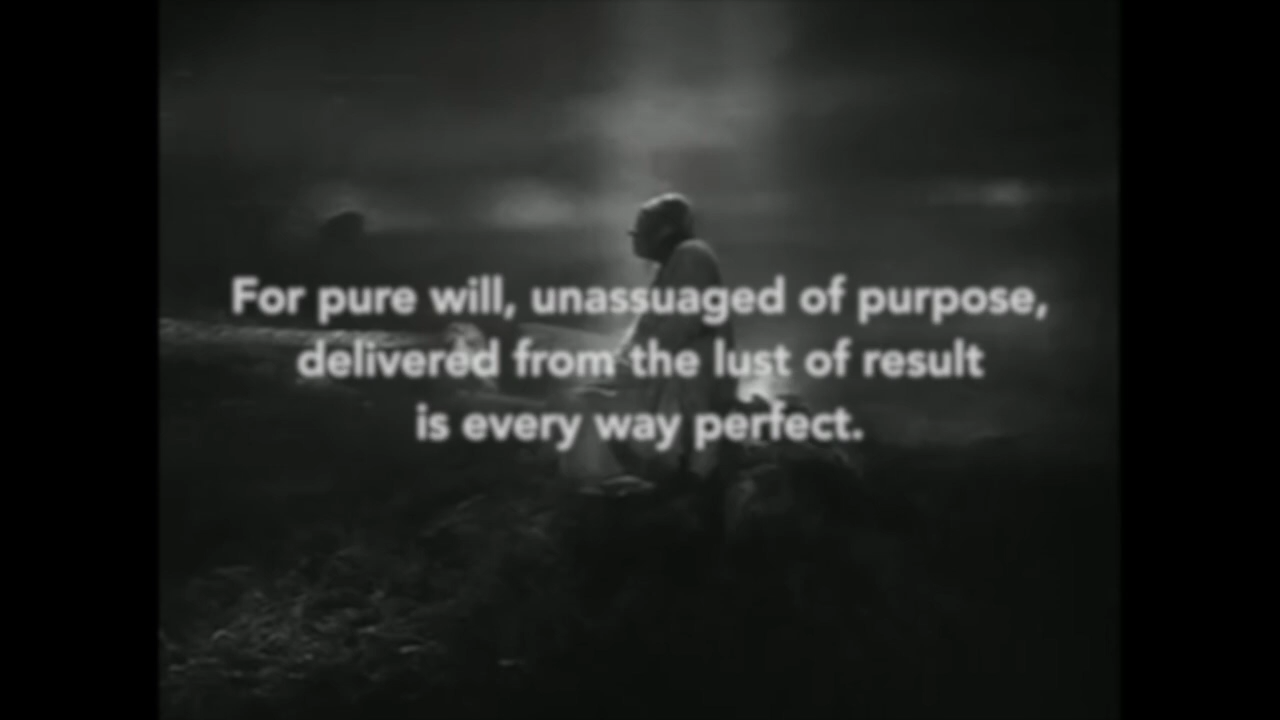 For pure will, unassuaged of purpose,
delivered from the lust of result
is every way perfect.